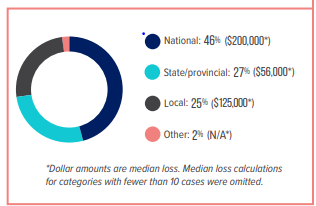 National: 46% ($200,000*)
State/provincial: 27% ($56,000*)
Local: 25% ($125,000*)
Other: 2% (N/A*)
*Dollar amounts are median loss. Median loss calculations
for categories with fewer than 10 cases were omitted.